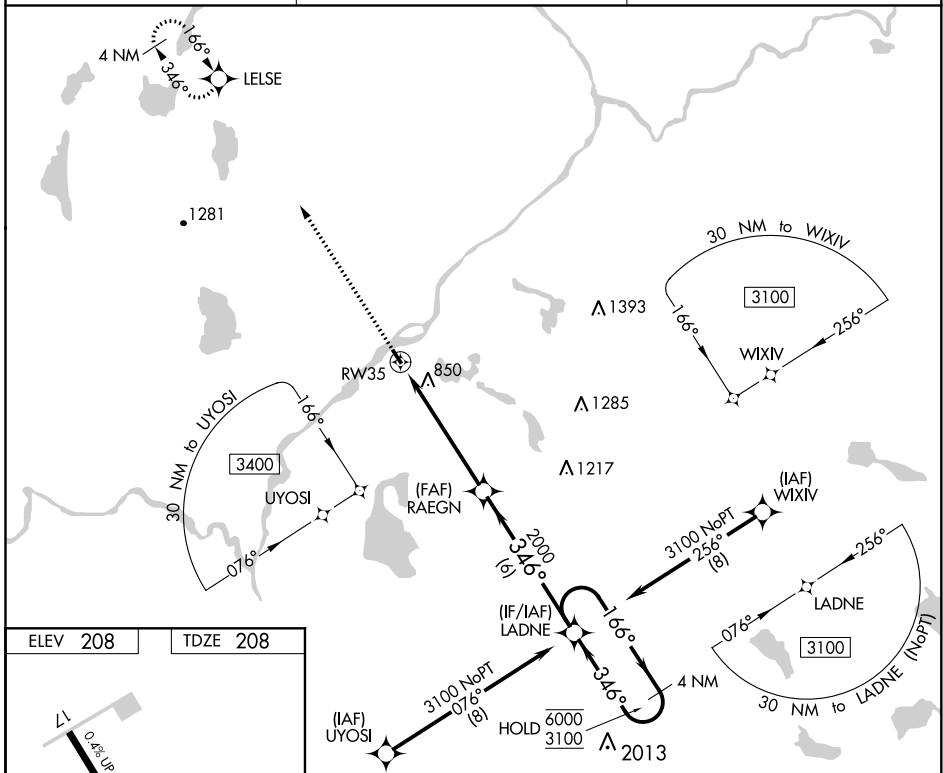 4 NM
166°
346°
LELSE
1281
30 NM to WIXIV
3100
166°
256°
WIXIV
1393
RW35
850
1285
30 NM to UYOSI
166°
3400
UYOSI
076°
1217
(FAF)
RAEGN
2000
346°
(6)
(IAF)
WIXIV
3100 NoPT
256°
(8)
(IF/IAF)
LADNE
166°
346°
4 NM
HOLD 6000
3100
256°
LADNE
076°
3100
30 NM to LADNE (NoPT)
3100 NoPT
076°
(8)
(IAF)
UYOSI
2013
ELEV 208
TDZE 208
17
0.4% UP